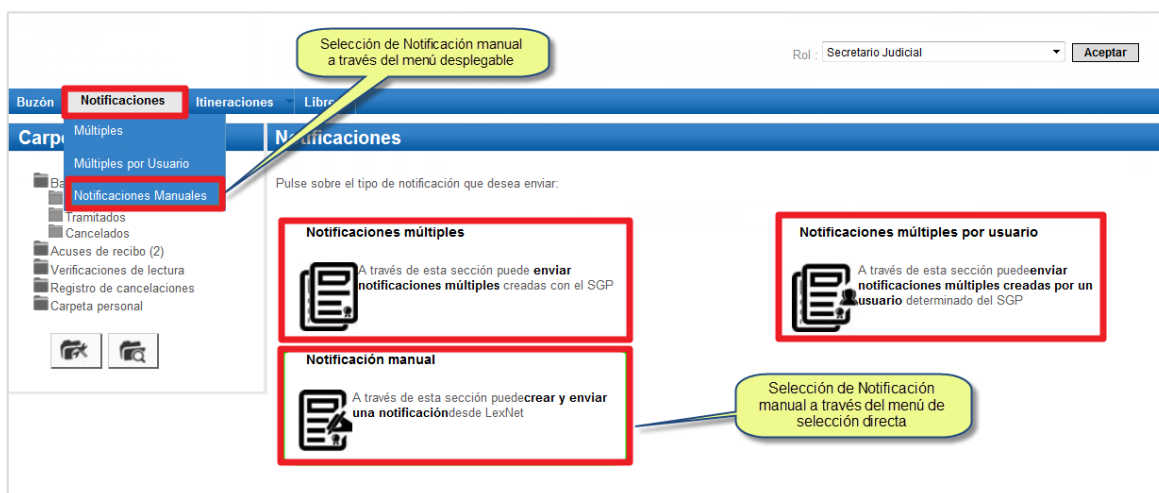 Selección de Notificación manual
a través del menú desplegable
Rol : Secretario Judicial Aceptar
Buzón Notificaciones Itineraciones
Múltiples
Múltiples por Usuario
Notificaciones Manuales
Notificaciones
Pulse sobre el tipo de notificación que desea enviar:
Tramitados
Cancelados
Acuses de recibo (2)
Verificaciones de lectura
Registro de cancelaciones
Carpeta personal
Notificaciones múltiples
A través de esta sección puede enviar
notificaciones múltiples creadas con el SGP
Notificaciones múltiples por usuario
A través de esta sección puedeenviar
notificaciones múltiples creadas por un
usuario determinado del SGP
Notificación manual
A través de esta sección puedecrear y enviar
una notificacióndesde LexNet
Selección de Notificación
manual a través del menú de
selección directa